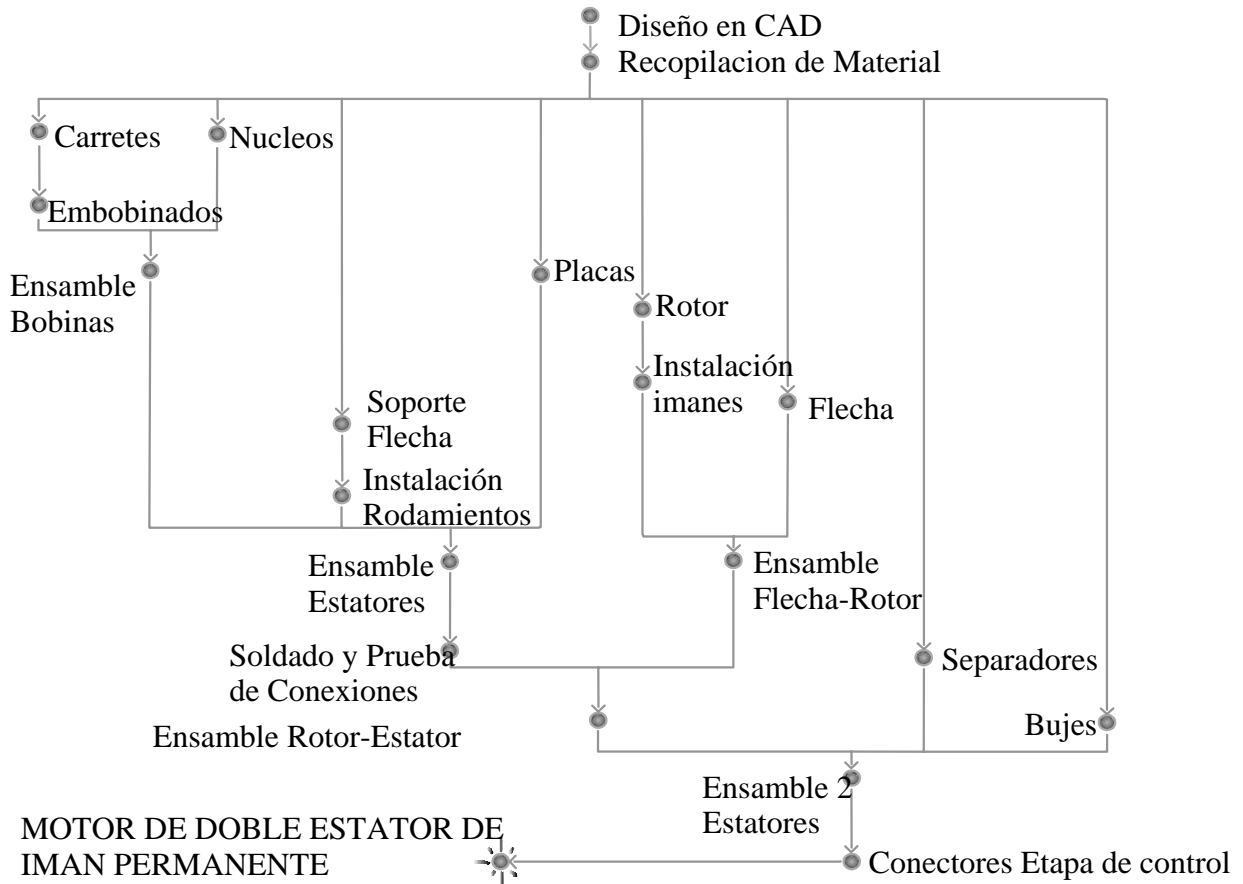 Diseño en CAD
Recopilacion de Material
Carretes
Nucleos
Embobinados
Ensamble
Bobinas
Placas
Rotor
Instalación
imanes
Flecha
Soporte
Flecha
Instalación
Rodamientos
Ensamble
Estatores
Ensamble
Flecha-Rotor
Soldado y Prueba
de Conexiones
Separadores
Ensamble Rotor-Estator
Bujes
Ensamble 2
Estatores
MOTOR DE DOBLE ESTATOR DE
IMAN PERMANENTE
Conectores Etapa de control